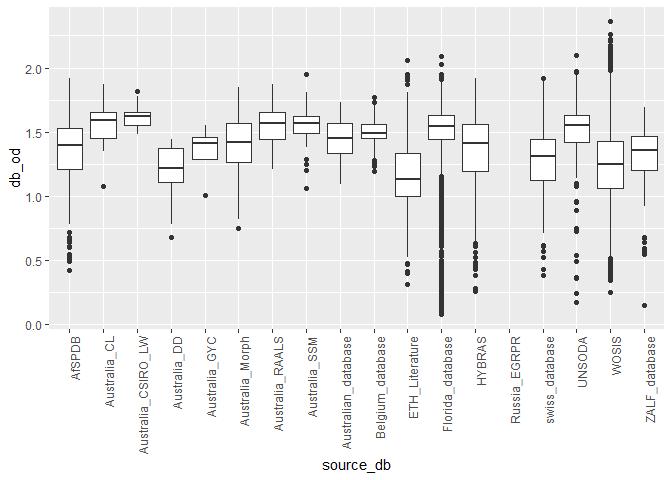 2.0
1.5
1.0
0.5
0.0
db_od
AfSPDB
Australia_CL
Australia_CSIRO_LW
Australia_DD
Australia_GYC
Australia_Morph
Australia_RAALS
Australia_SSM
Australian_database
Belgium_database
ETH_Literature
Florida_database
HYBRAS
Russia_EGRPR
swiss_database
UNSODA
WOSIS
ZALF_database
source_db